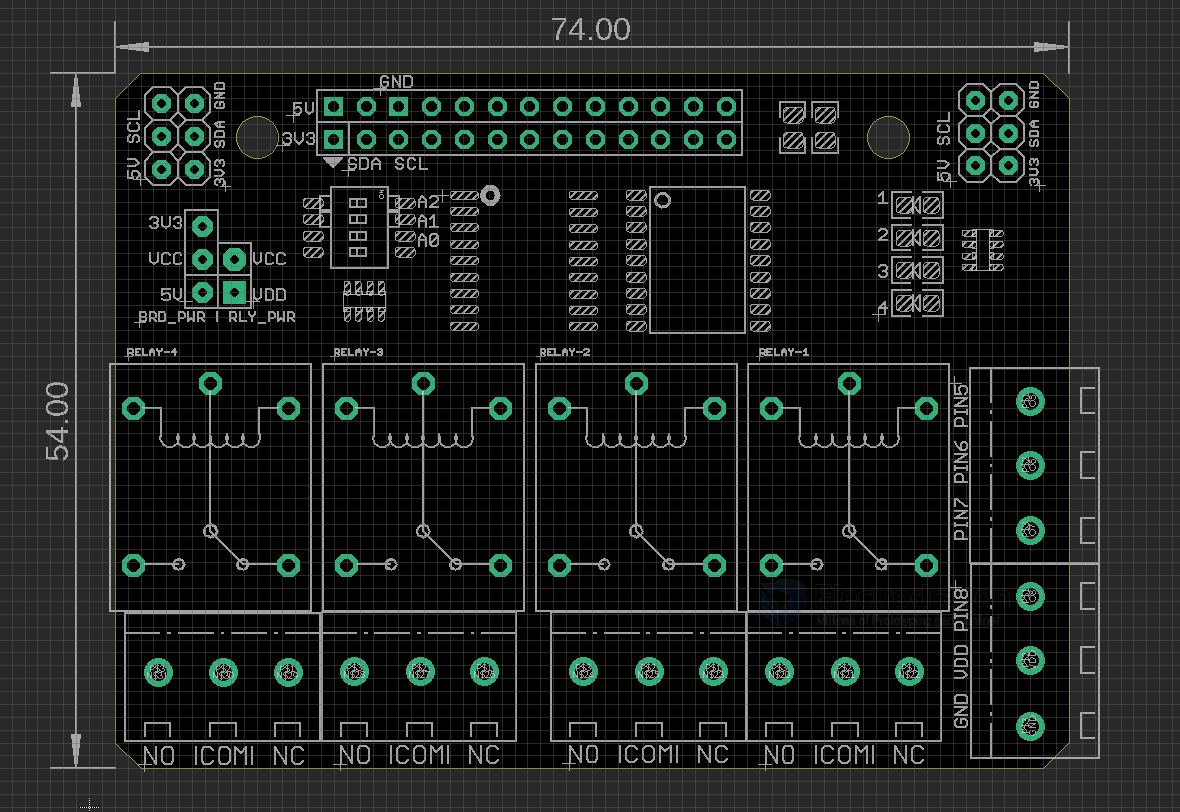 74.00
54.00
GND
5V
3V3
SDA SCL
SCL
GND
SDA
5V
3V3
SCL
GND
SDA
5V
3V3
3V3
VCC
VCC
5V
VDD
BRD_PWR | RLY_PWR
ON
A2
A1
A0
1
2
3
4
RELAY-4
RELAY-3
RELAY-2
RELAY-1
PIN5
PIN6
PIN7
PIN8
VDD
GND
NO ICOMI NC
NO ICOMI NC
NO ICOMI NC
NO ICOMI NC